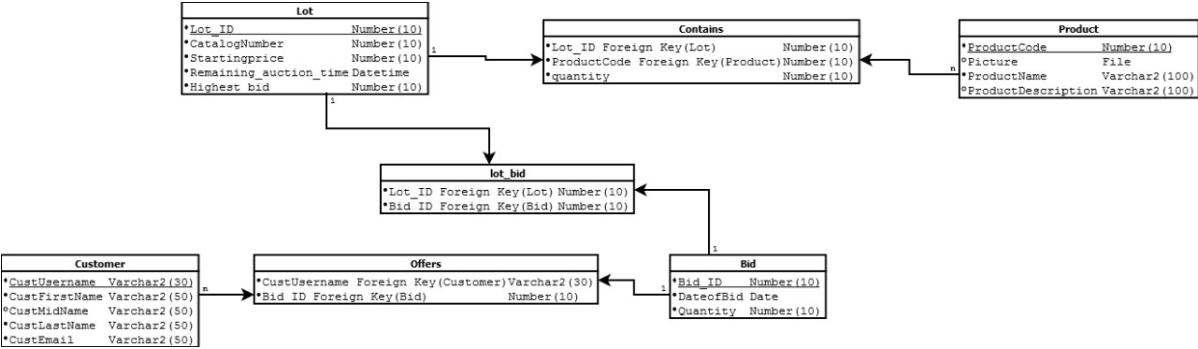 Lot
Lot_ID Number(10)
CatalogNumber Number(10)
Startingprice Number(10)
Remaining_auction_time Datetime
Highest bid Number(10)
1
1
Contains
Lot_ID Foreign Key(Lot) Number(10)
ProductCode Foreign Key(Product) Number(10)
quantity Number(10)
Product
ProductCode Number(10)
Picture File
ProductName Varchar2(100)
ProductDescription Varchar2(100)
n
lot_bid
Lot_ID Foreign Key(Lot) Number(10)
Bid_ID Foreign Key(Bid) Number(10)
Customer
CustUsername Varchar2(30)
CustFirstName Varchar2(50)
CustMidName Varchar2(50)
CustLastName Varchar2(50)
CustEmail Varchar2(50)
n
Offers
CustUsername Foreign Key(Customer) Varchar2(30)
Bid_ID Foreign Key(Bid) Number(10)
1
1
Bid
Bid_ID Number(10)
DateofBid Date
Quantity Number(10)